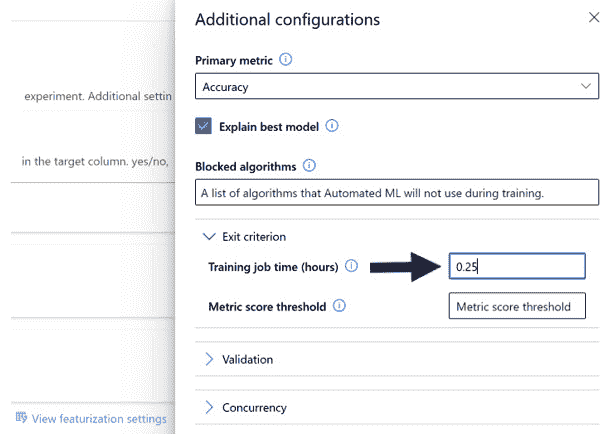 Additional configurations
Primary metric
Accuracy
experiment. Additional settin
Explain best model
in the target column. yes/no,
Blocked algorithms
A list of algorithms that Automated ML will not use during training.
Exit criterion
Training job time (hours)
0.25
Metric score threshold
Metric score threshold
Validation
Concurrency
View featurization settings